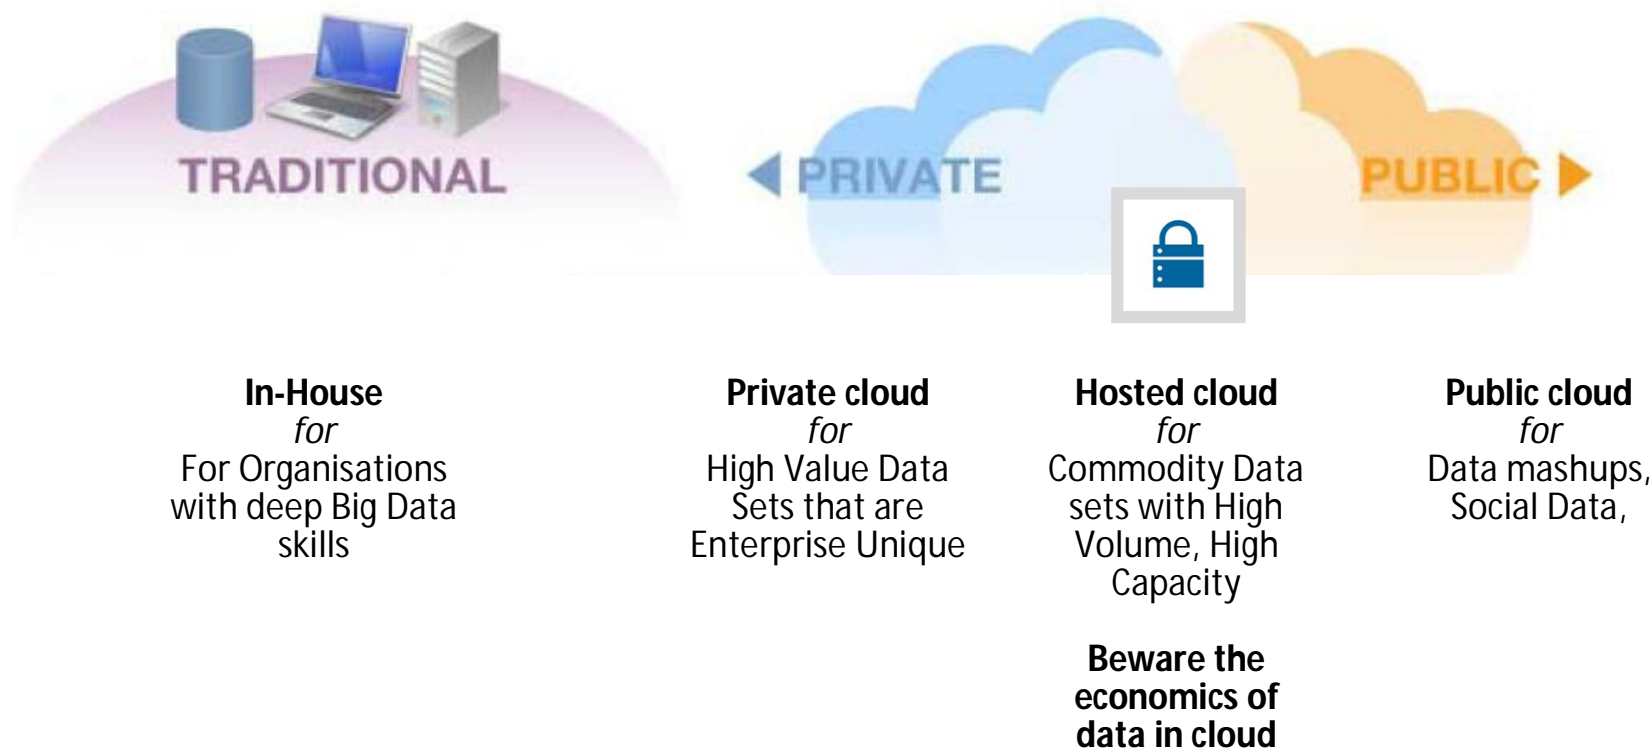 TRADITIONAL
PRIVATE
PUBLIC
In-House
for
For Organisations
with deep Big Data
skills
Private cloud
for
High Value Data
Sets that are
Enterprise Unique
Hosted cloud
for
Commodity Data
sets with High
Volume, High
Capacity
Beware the
economics of
data in cloud
Public cloud
for
Data mashups,
Social Data,